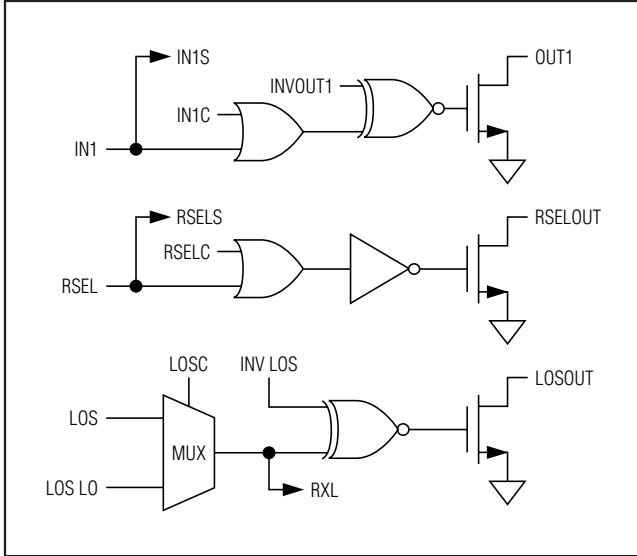 IN1S
OUT1
INVOUT1
IN1C
IN1
RSELS
RSELOUT
RSELC
RSEL
LOSC
INV LOS
LOSOUT
LOS
MUX
LOS LO
RXL